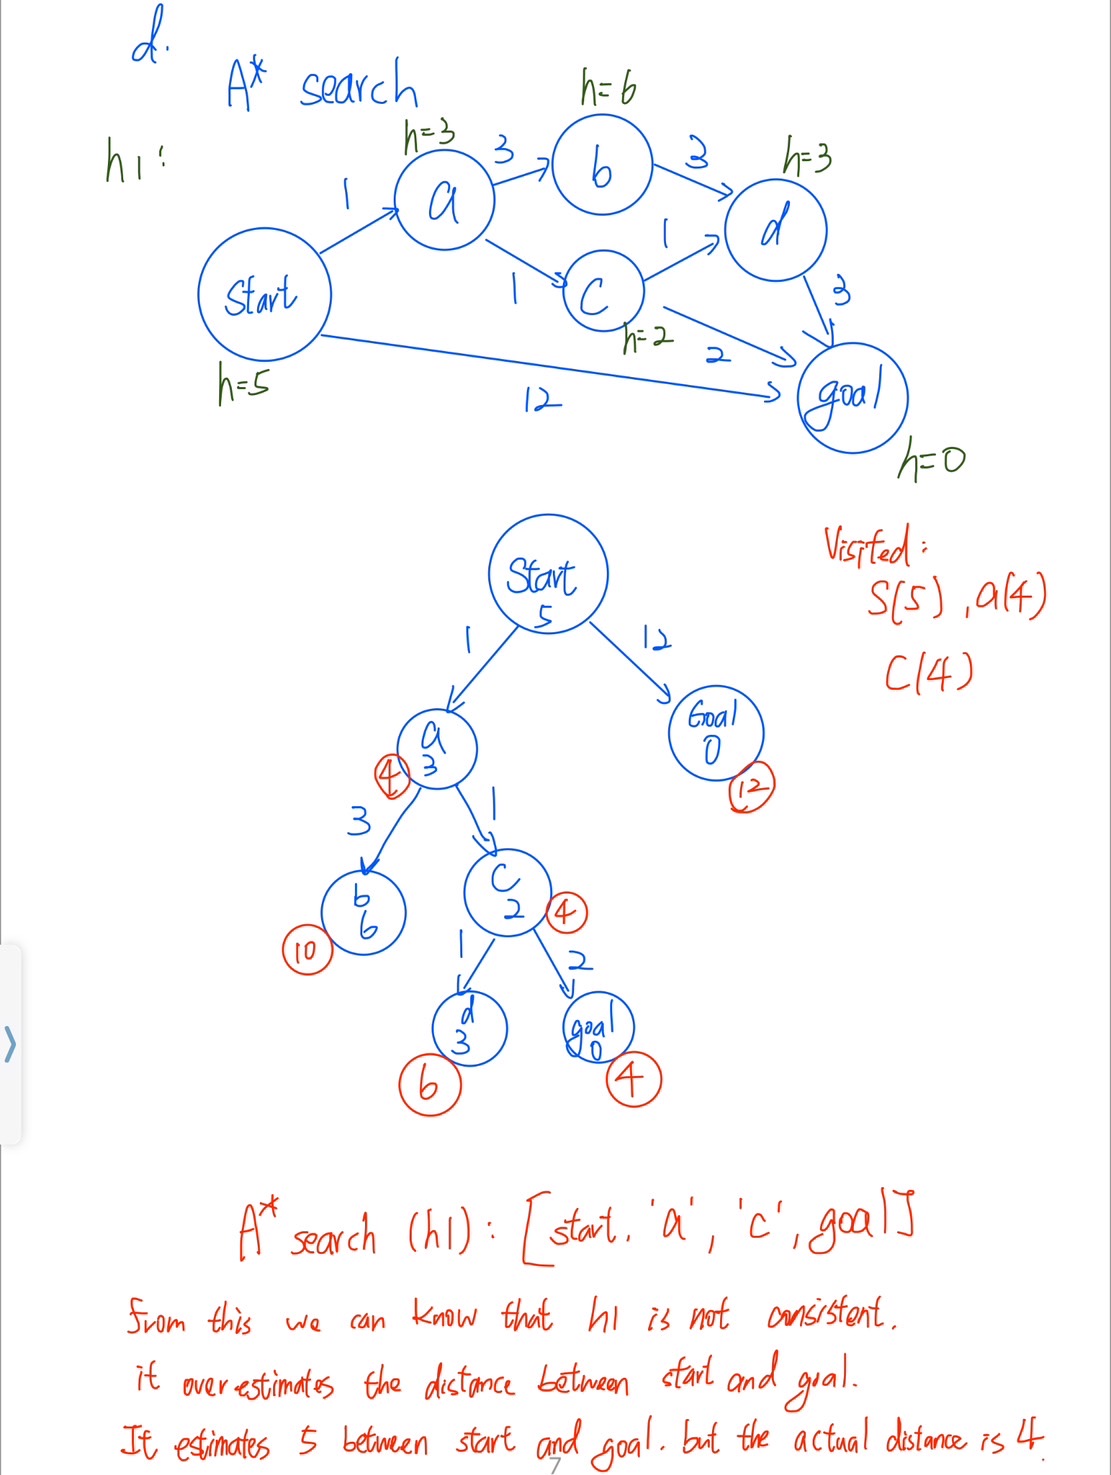 d.
A* search
h1:
h=6
h=3
3
b
3
h=3
1
a
d
1
Start
1
C
3
h=2
2
h=5
12
goal
h=0
Visited:
S(5), a(4)
C(4)
Start
5
1
12
a
3
4
Goal
0
12
3
1
b
6
10
C
2
4
1
2
d
3
6
goal
0
4
A* search (h1): [start, 'a', 'c', goal]
from this we can know that h1 is not consistent.
it overestimates the distance between start and goal.
It estimates 5 between start and goal. but the actual distance is 4.
7